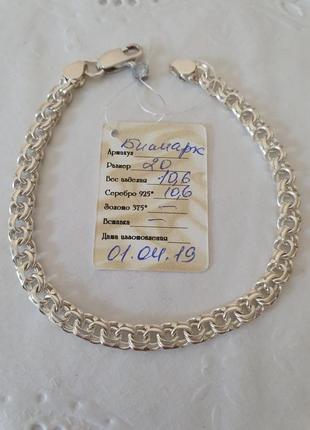 Артикул Бисмарк
Размер 20
Вес изделия 10,6
Серебро 925° 10,6
Золото 375° —
Вставка —
Дата изготовления
01.04.19